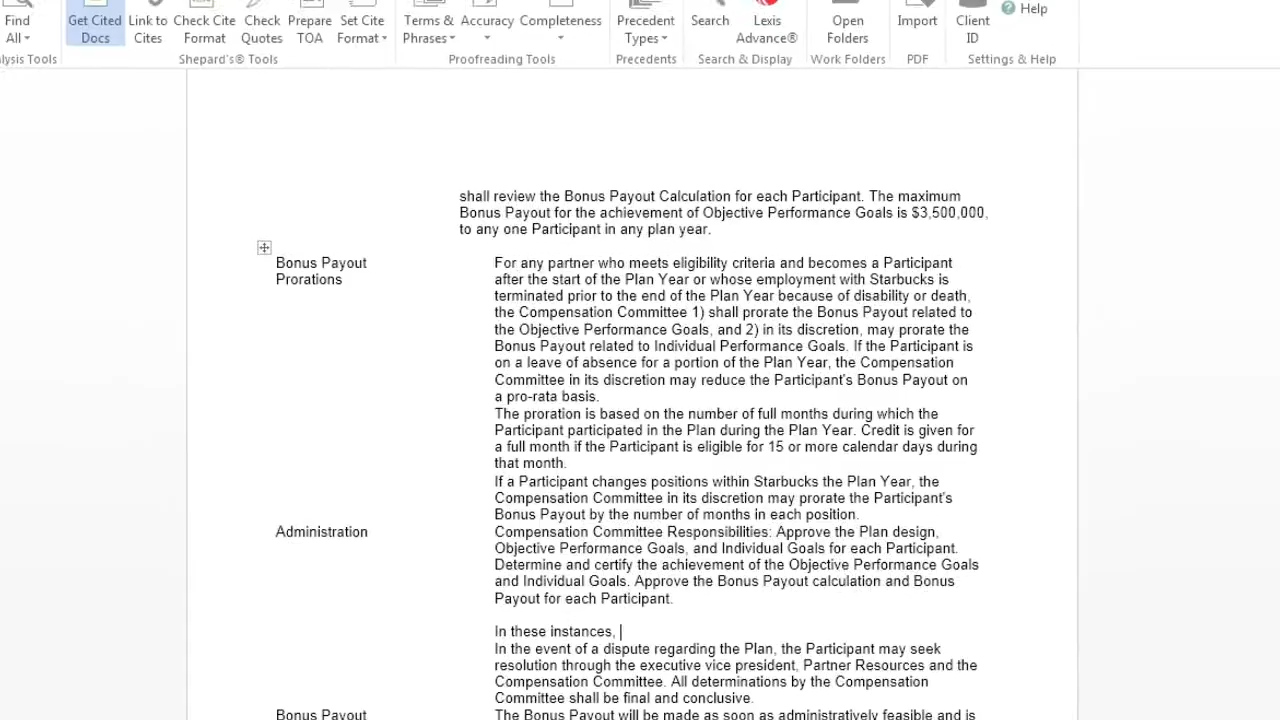 Find
All
Get Cited
Docs
Link to
Cites
Check Cite
Format
Check
Quotes
Prepare
TOA
Set Cite
Format
Terms &
Phrases
Accuracy
Completeness
Precedent
Types
Search
Lexis
Advance®
Open
Folders
Import
Client
ID
Help
lysis Tools
Shepard's® Tools
Proofreading Tools
Precedents
Search & Display
Work Folders
PDF
Settings & Help
shall review the Bonus Payout Calculation for each Participant. The maximum
Bonus Payout for the achievement of Objective Performance Goals is $3,500,000,
to any one Participant in any plan year.
Bonus Payout
Prorations
For any partner who meets eligibility criteria and becomes a Participant
after the start of the Plan Year or whose employment with Starbucks is
terminated prior to the end of the Plan Year because of disability or death,
the Compensation Committee 1) shall prorate the Bonus Payout related to
the Objective Performance Goals, and 2) in its discretion, may prorate the
Bonus Payout related to Individual Performance Goals. If the Participant is
on a leave of absence for a portion of the Plan Year, the Compensation
Committee in its discretion may reduce the Participant's Bonus Payout on
a pro-rata basis.
The proration is based on the number of full months during which the
Participant participated in the Plan during the Plan Year. Credit is given for
a full month if the Participant is eligible for 15 or more calendar days during
that month.
If a Participant changes positions within Starbucks the Plan Year, the
Compensation Committee in its discretion may prorate the Participant's
Bonus Payout by the number of months in each position.
Administration
Compensation Committee Responsibilities: Approve the Plan design,
Objective Performance Goals, and Individual Goals for each Participant.
Determine and certify the achievement of the Objective Performance Goals
and Individual Goals. Approve the Bonus Payout calculation and Bonus
Payout for each Participant.
In these instances,
In the event of a dispute regarding the Plan, the Participant may seek
resolution through the executive vice president, Partner Resources and the
Compensation Committee. All determinations by the Compensation
Committee shall be final and conclusive.
Bonus Payout
The Bonus Payout will be made as soon as administratively feasible and is